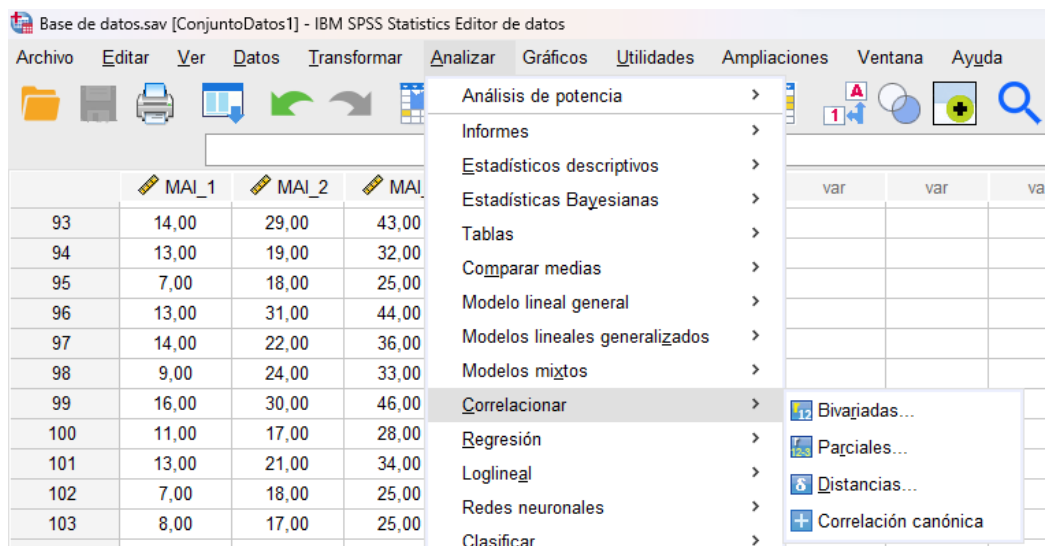 Base de datos.sav [ConjuntoDatos1] - IBM SPSS Statistics Editor de datos
Archivo Editar Ver Datos Transformar Analizar Gráficos Utilidades Ampliaciones Ventana Ayuda
Análisis de potencia
Informes
Estadísticos descriptivos
Estadísticas Bayesianas
Tablas
Comparar medias
Modelo lineal general
Modelos lineales generalizados
Modelos mixtos
Correlacionar
Regresión
Loglineal
Redes neuronales
Clasificar
Bivariadas...
Parciales...
Distancias...
Correlación canónica
MAI_1 MAI_2 MAI_ var var va
93 14,00 29,00 43,00
94 13,00 19,00 32,00
95 7,00 18,00 25,00
96 13,00 31,00 44,00
97 14,00 22,00 36,00
98 9,00 24,00 33,00
99 16,00 30,00 46,00
100 11,00 17,00 28,00
101 13,00 21,00 34,00
102 7,00 18,00 25,00
103 8,00 17,00 25,00